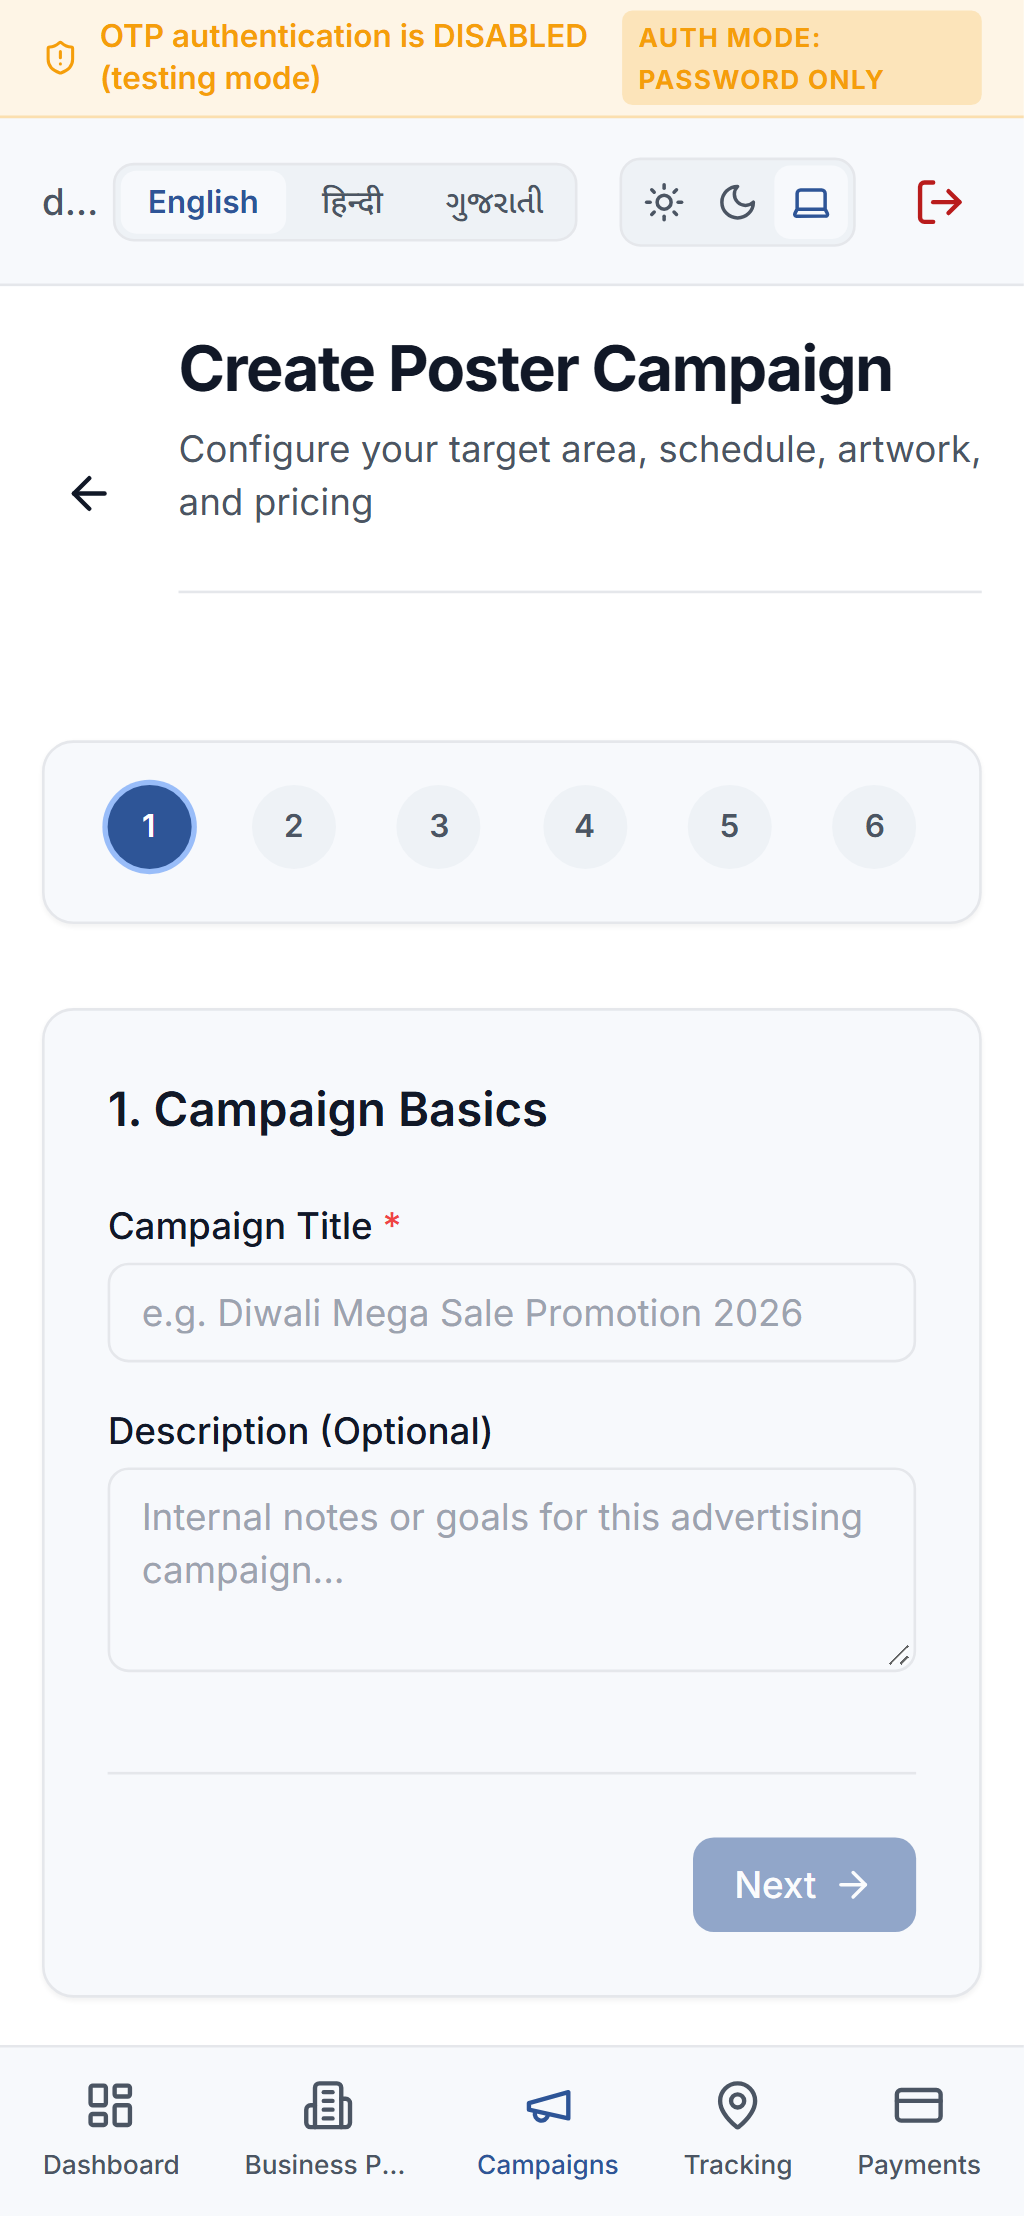 OTP authentication is DISABLED
(testing mode)
AUTH MODE:
PASSWORD ONLY
d...
English
हिन्दी
ગુજરાતી
Create Poster Campaign
Configure your target area, schedule, artwork,
and pricing
1
2
3
4
5
6
1. Campaign Basics
Campaign Title *
e.g. Diwali Mega Sale Promotion 2026
Description (Optional)
Internal notes or goals for this advertising
campaign...
Next
Dashboard
Business P...
Campaigns
Tracking
Payments